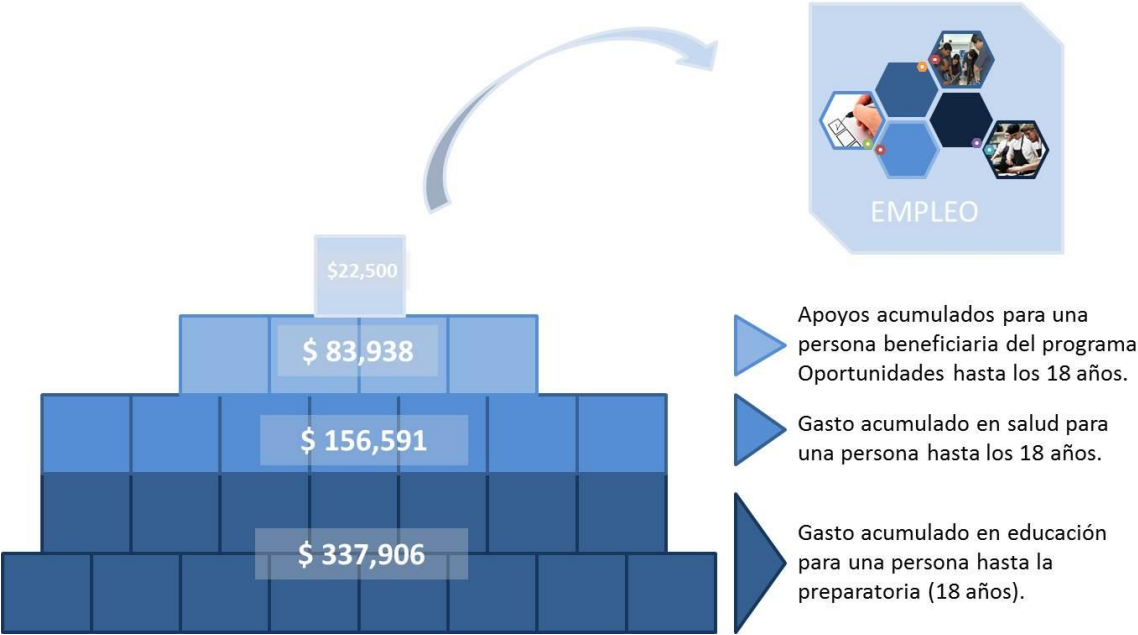 EMPLEO
$22,500
$ 83,938
Apoyos acumulados para una
persona beneficiaria del programa
Oportunidades hasta los 18 años.
$ 156,591
Gasto acumulado en salud para
una persona hasta los 18 años.
$ 337,906
Gasto acumulado en educación
para una persona hasta la
preparatoria (18 años).